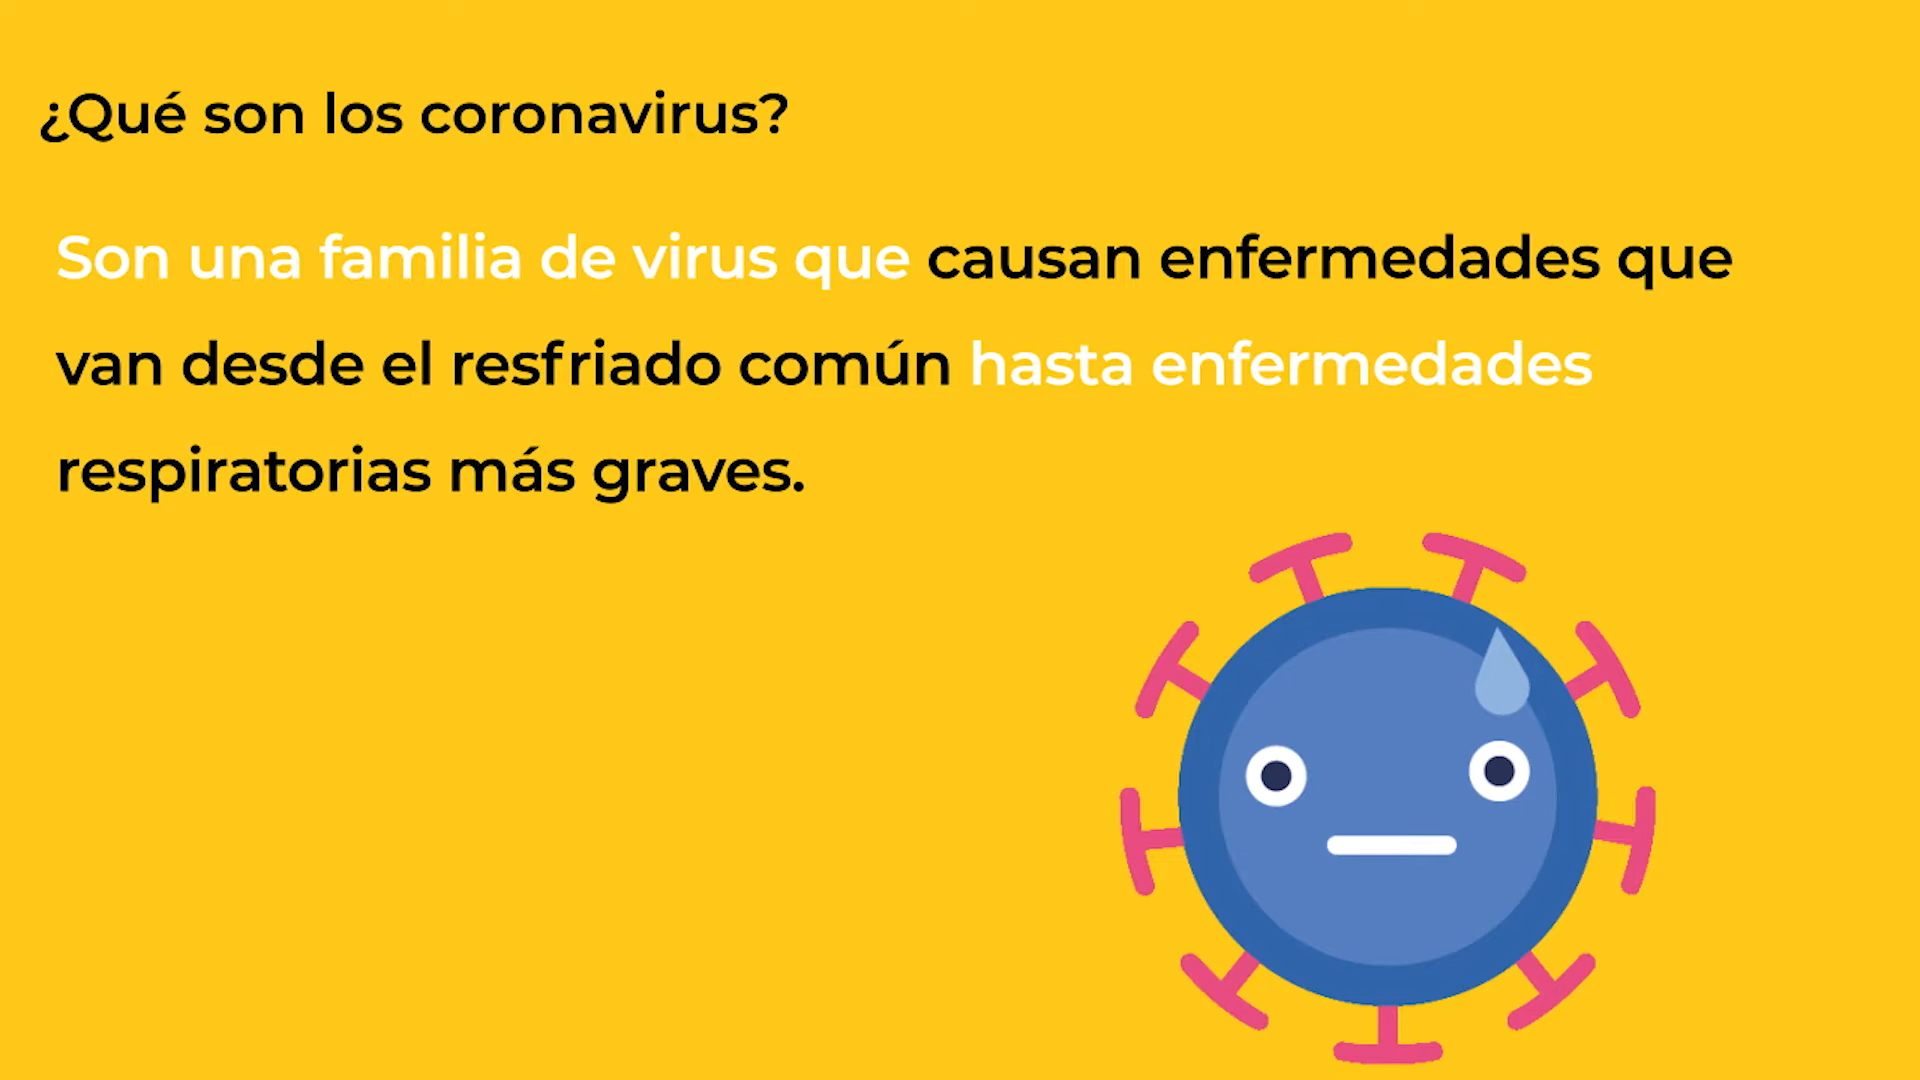 ¿Qué son los coronavirus?
Son una familia de virus que causan enfermedades que
van desde el resfriado común hasta enfermedades
respiratorias más graves.